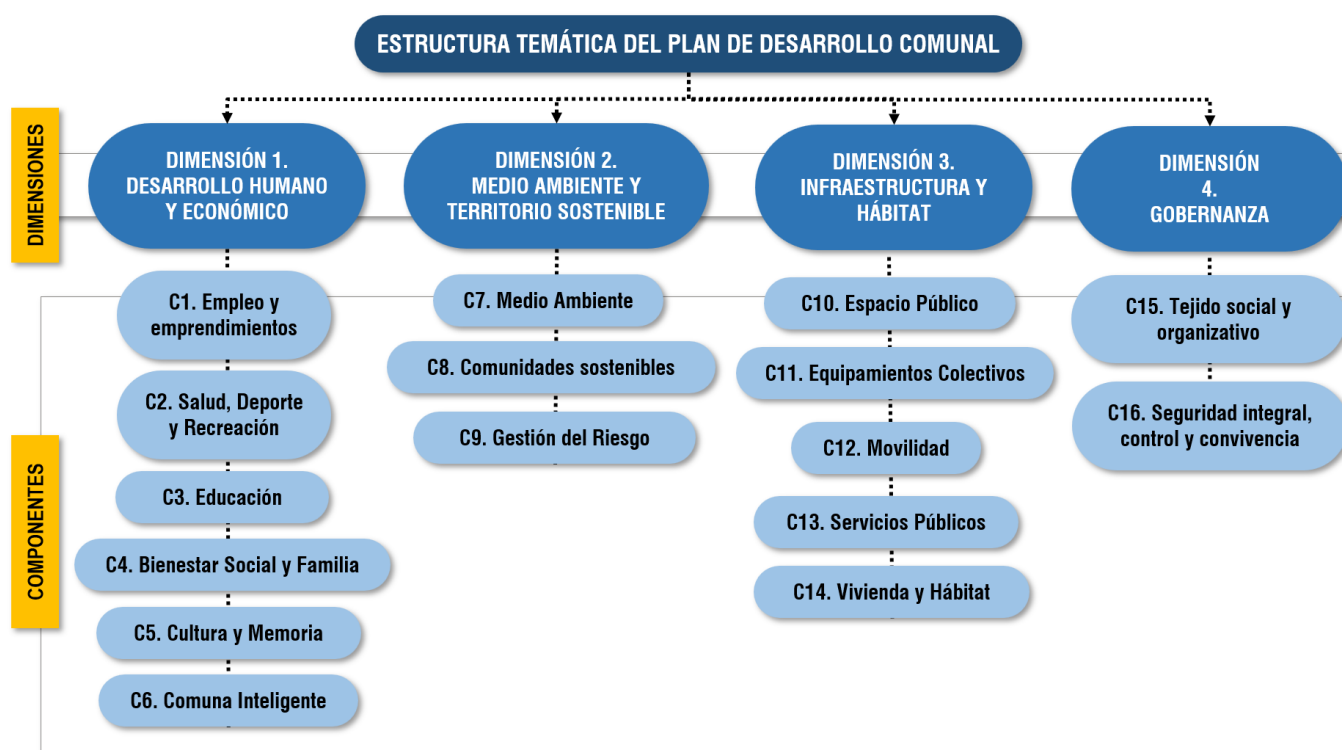 ESTRUCTURA TEMÁTICA DEL PLAN DE DESARROLLO COMUNAL
DIMENSIONES
DIMENSIÓN 1.
DESARROLLO HUMANO
Y ECONÓMICO
DIMENSIÓN 2.
MEDIO AMBIENTE Y
TERRITORIO SOSTENIBLE
DIMENSIÓN 3.
INFRAESTRUCTURA Y
HÁBITAT
DIMENSIÓN
4.
GOBERNANZA
COMPONENTES
C1. Empleo y
emprendimientos
C2. Salud, Deporte
y Recreación
C3. Educación
C4. Bienestar Social y Familia
C5. Cultura y Memoria
C6. Comuna Inteligente
C7. Medio Ambiente
C8. Comunidades sostenibles
C9. Gestión del Riesgo
C10. Espacio Público
C11. Equipamientos Colectivos
C12. Movilidad
C13. Servicios Públicos
C14. Vivienda y Hábitat
C15. Tejido social y
organizativo
C16. Seguridad integral,
control y convivencia